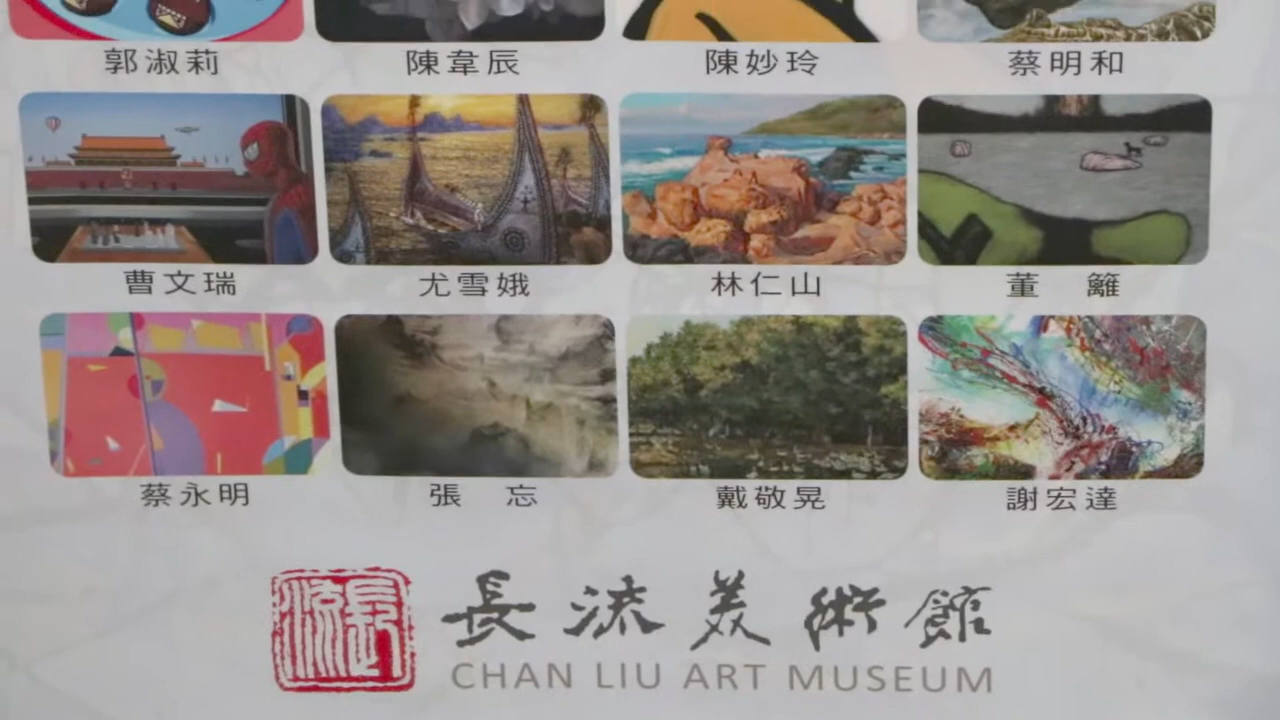 郭淑莉 陳韋辰 陳妙玲 蔡明和
曹文瑞 尤雪娥 林仁山 董 籬
蔡永明 張 忘 戴敬晃 謝宏達
長流
長流美術館
CHAN LIU ART MUSEUM